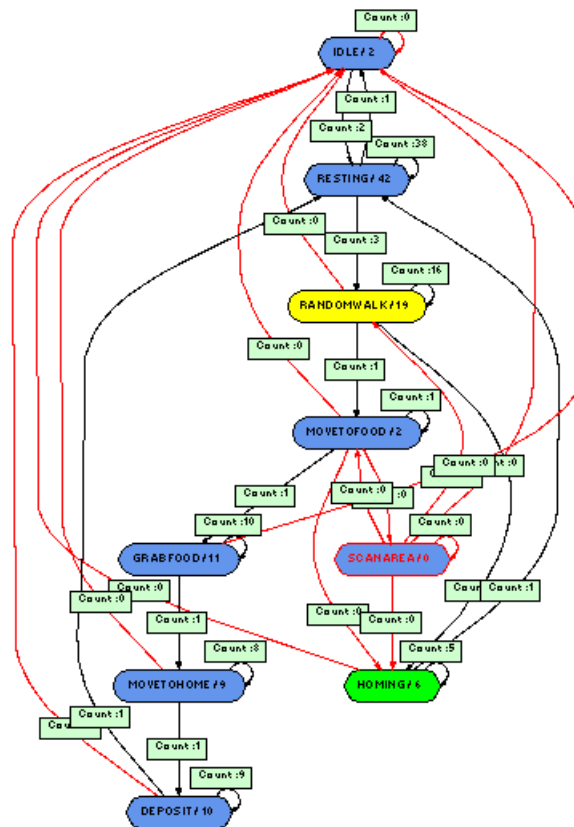 Count :0
IDLE / 2
Count :1
Count :2
Count :38
RESTING / 42
Count :0
Count :3
Count :16
RANDOMWALK / 19
Count :0
Count :1
Count :1
MOVETOFOOD / 2
Count :0
Count :0
Count :1
Count :0
Count :10
Count :0
GRABFOOD / 11
SCANAREA / 0
Count :0
Count :1
Count :0
Count :0
Count :1
Count :0
Count :8
Count :5
MOVETOHOME / 9
HOMING / 6
Count :1
Count :1
Count :9
DEPOSIT / 10